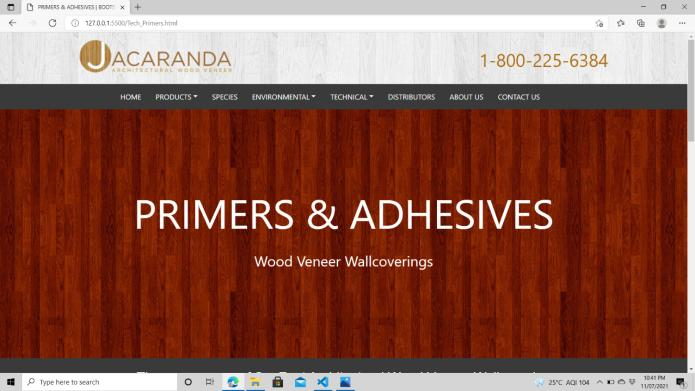 PRIMERS & ADHESIVES | BOOTS
127.0.0.1:5500/Tech_Primers.html
JACARANDA
ARCHITECTURAL WOOD VENEER
1-800-225-6384
HOME PRODUCTS SPECIES ENVIRONMENTAL TECHNICAL DISTRIBUTORS ABOUT US CONTACT US
PRIMERS & ADHESIVES
Wood Veneer Wallcoverings
Type here to search
25°C AQI 104
10:41 PM
11/07/2021